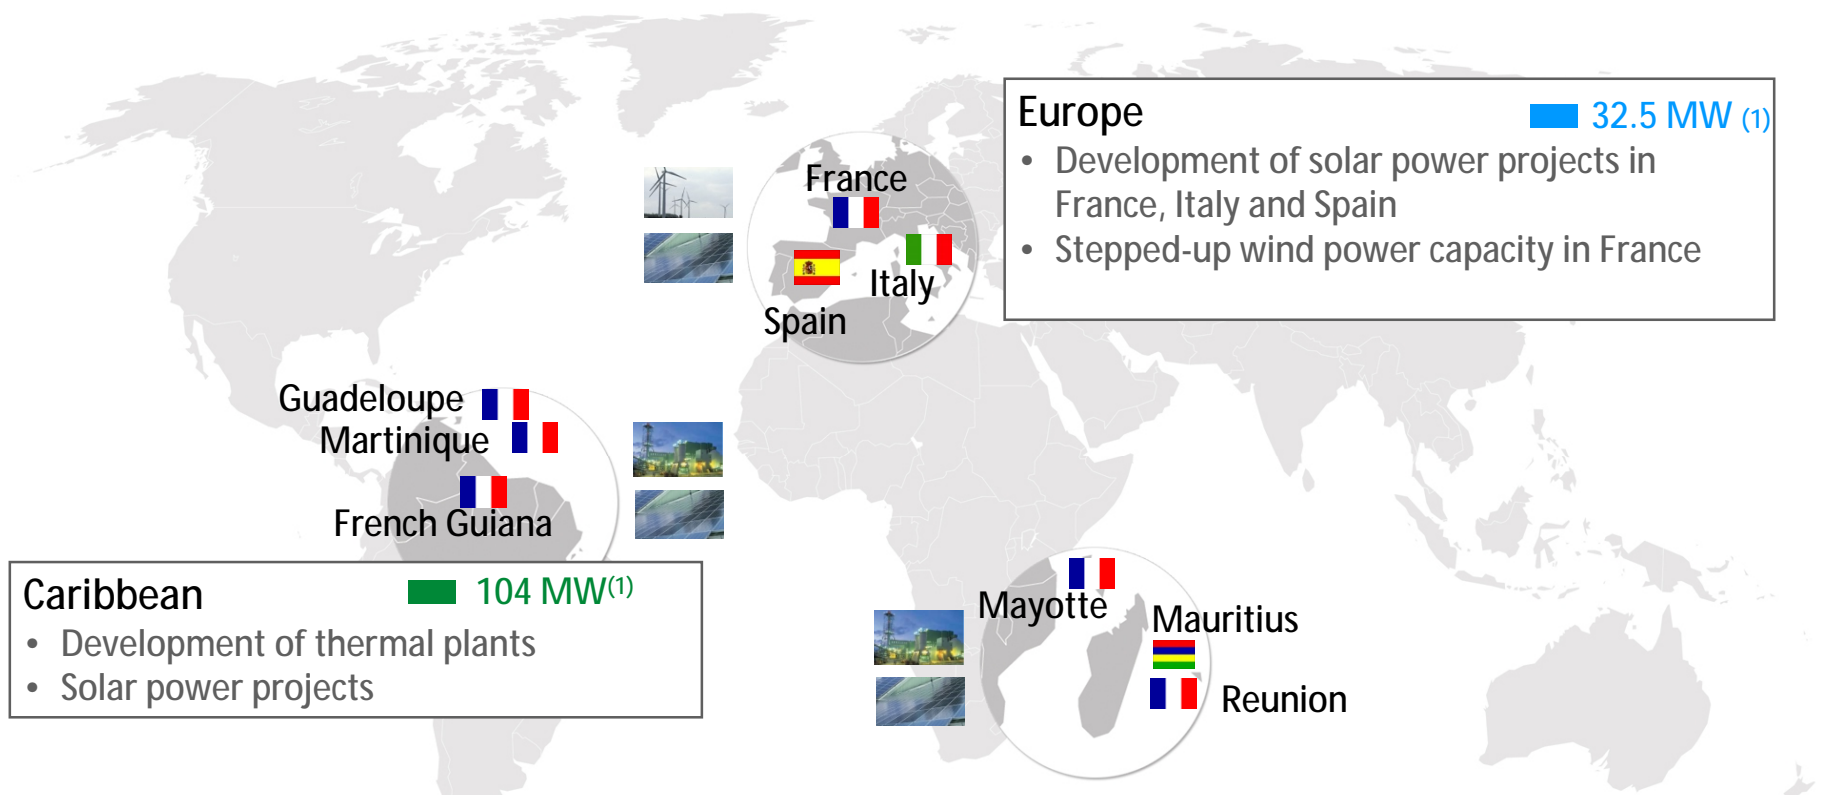 Europe
32.5 MW (1)
• Development of solar power projects in
France, Italy and Spain
• Stepped-up wind power capacity in France
France
Italy
Spain
Guadeloupe
Martinique
French Guiana
Caribbean
104 MW(1)
• Development of thermal plants
• Solar power projects
Mayotte
Mauritius
Reunion